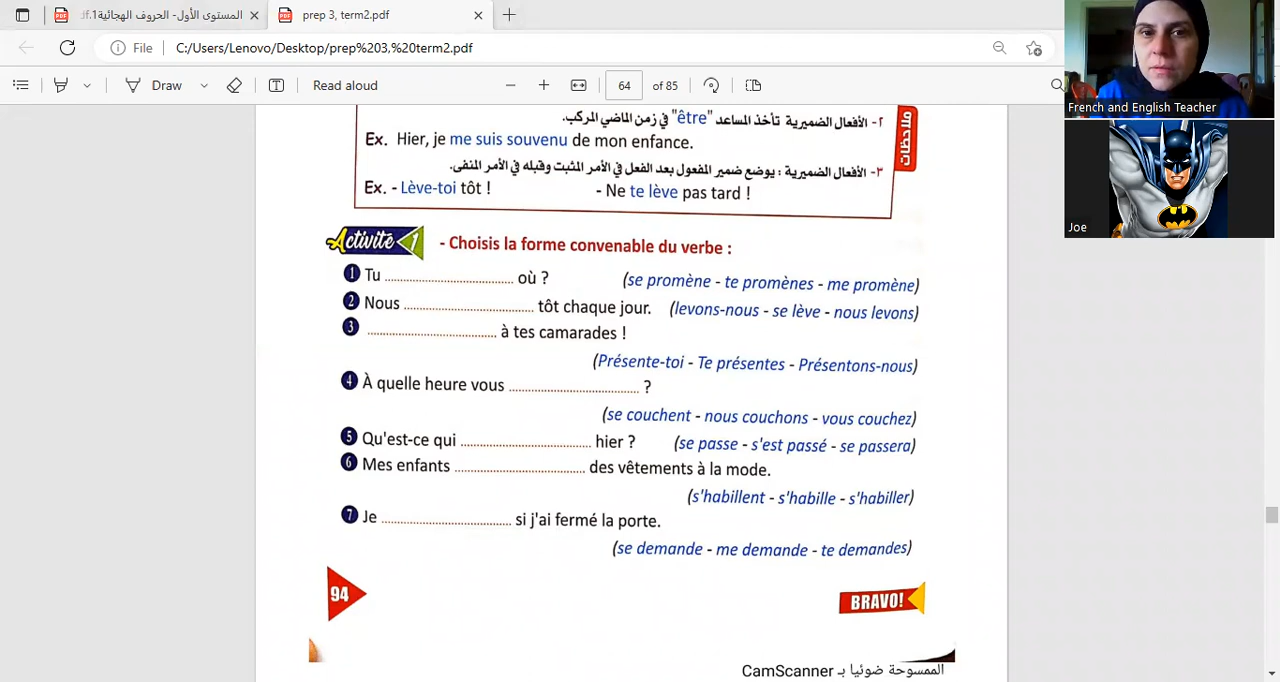 المستوى الأول- الحروف الهجائية1.f
prep 3, term2.pdf
File
C:/Users/Lenovo/Desktop/prep%203,%20term2.pdf
Draw
Read aloud
64
of 85
French and English Teacher
Joe
ملاحظات
٢- الأفعال الضميرية تأخذ المساعد "être" في زمن الماضي المركب.
Ex. Hier, je me suis souvenu de mon enfance.
٣- الأفعال الضميرية : يوضع ضمير المفعول بعد الفعل في الأمر المثبت وقبله في الأمر المنفى.
Ex. - Lève-toi tôt ! - Ne te lève pas tard !
Activité 1 - Choisis la forme convenable du verbe :
1 Tu .............................. où ? (se promène - te promènes - me promène)
2 Nous .............................. tôt chaque jour. (levons-nous - se lève - nous levons)
3 .............................. à tes camarades !
(Présente-toi - Te présentes - Présentons-nous)
4 À quelle heure vous .............................. ?
(se couchent - nous couchons - vous couchez)
5 Qu'est-ce qui .............................. hier ? (se passe - s'est passé - se passera)
6 Mes enfants .............................. des vêtements à la mode.
(s'habillent - s'habille - s'habiller)
7 Je .............................. si j'ai fermé la porte.
(se demande - me demande - te demandes)
94
BRAVO!
الممسوحة ضوئيا بـ CamScanner